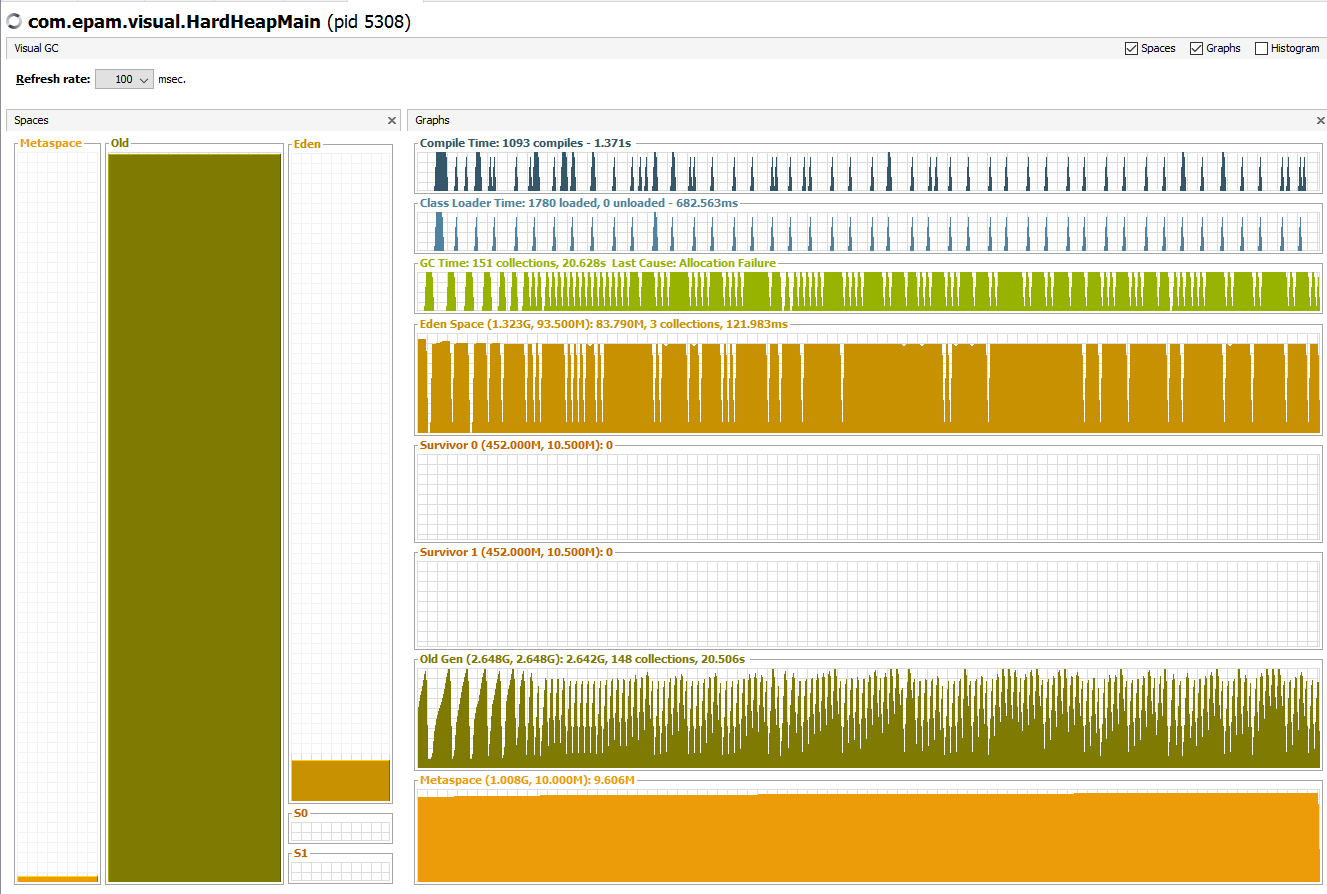 com.epam.visual.HardHeapMain (pid 5308)
Visual GC
Spaces Graphs Histogram
Refresh rate: 100 msec.
Spaces
Graphs
Metaspace
Old
Eden
S0
S1
Compile Time: 1093 compiles - 1.371s
Class Loader Time: 1780 loaded, 0 unloaded - 682.563ms
GC Time: 151 collections, 20.628s Last Cause: Allocation Failure
Eden Space (1.323G, 93.500M): 83.790M, 3 collections, 121.983ms
Survivor 0 (452.000M, 10.500M): 0
Survivor 1 (452.000M, 10.500M): 0
Old Gen (2.648G, 2.648G): 2.642G, 148 collections, 20.506s
Metaspace (1.008G, 10.000M): 9.606M